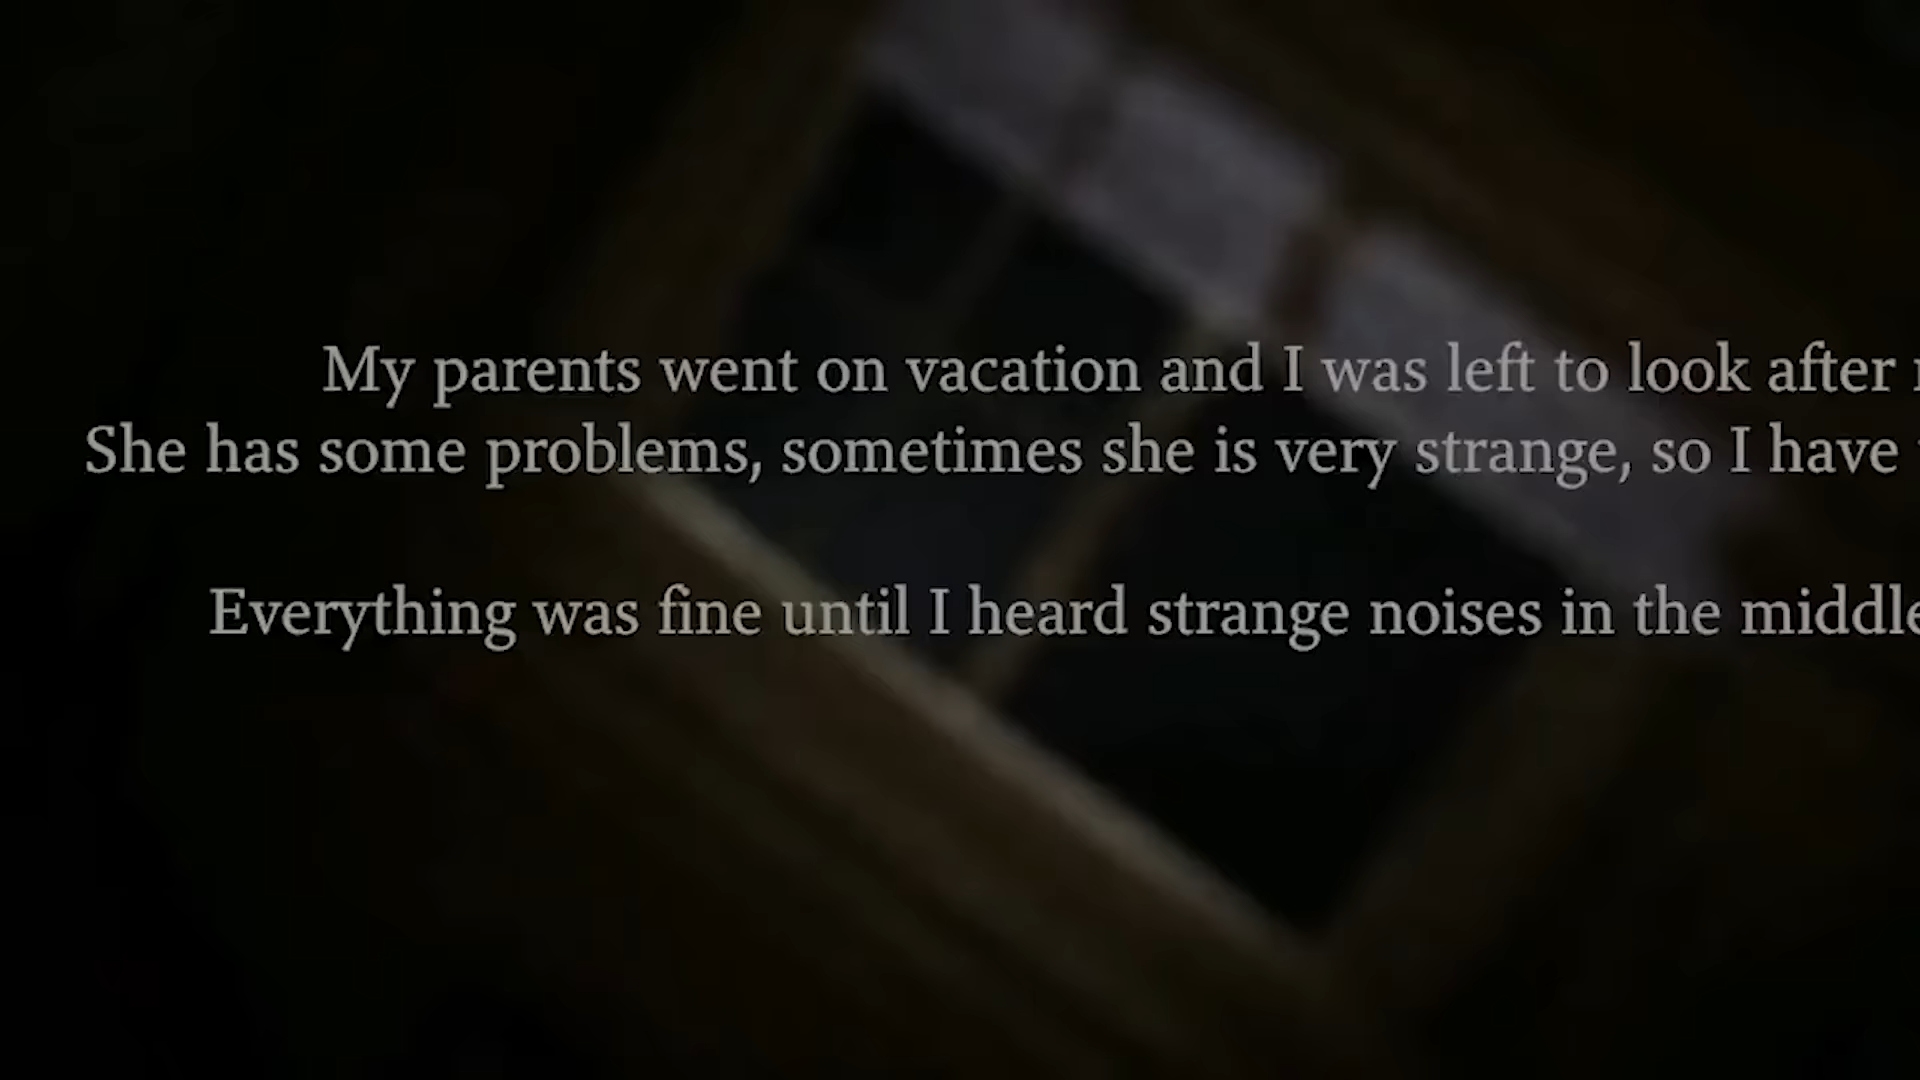 My parents went on vacation and I was left to look after
She has some problems, sometimes she is very strange, so I have
Everything was fine until I heard strange noises in the middle